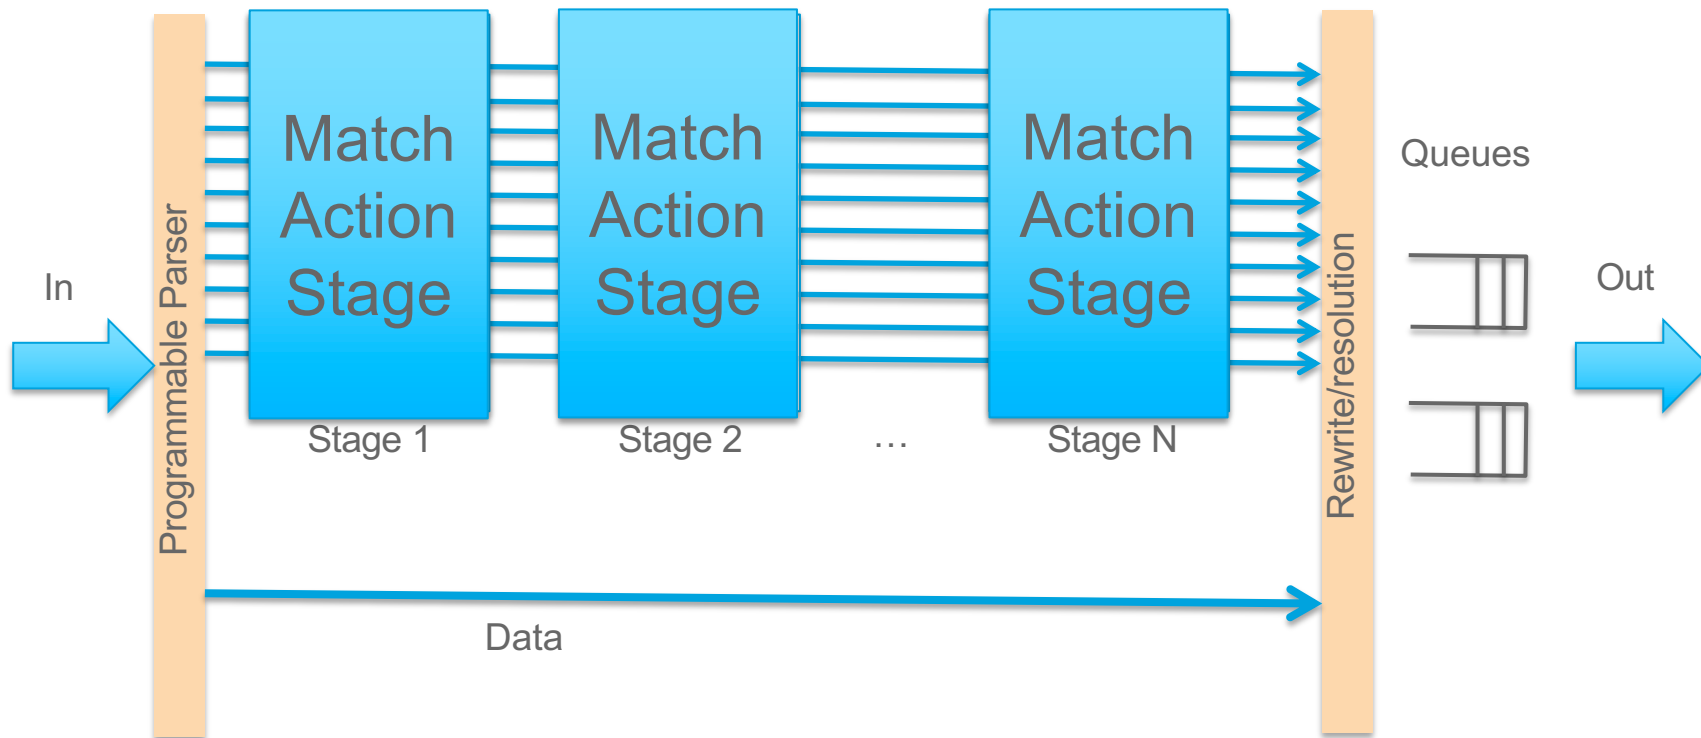 In
Programmable Parser
Match
Action
Stage
Stage 1
Match
Action
Stage
Stage 2
…
Match
Action
Stage
Stage N
Data
Rewrite/resolution
Queues
Out